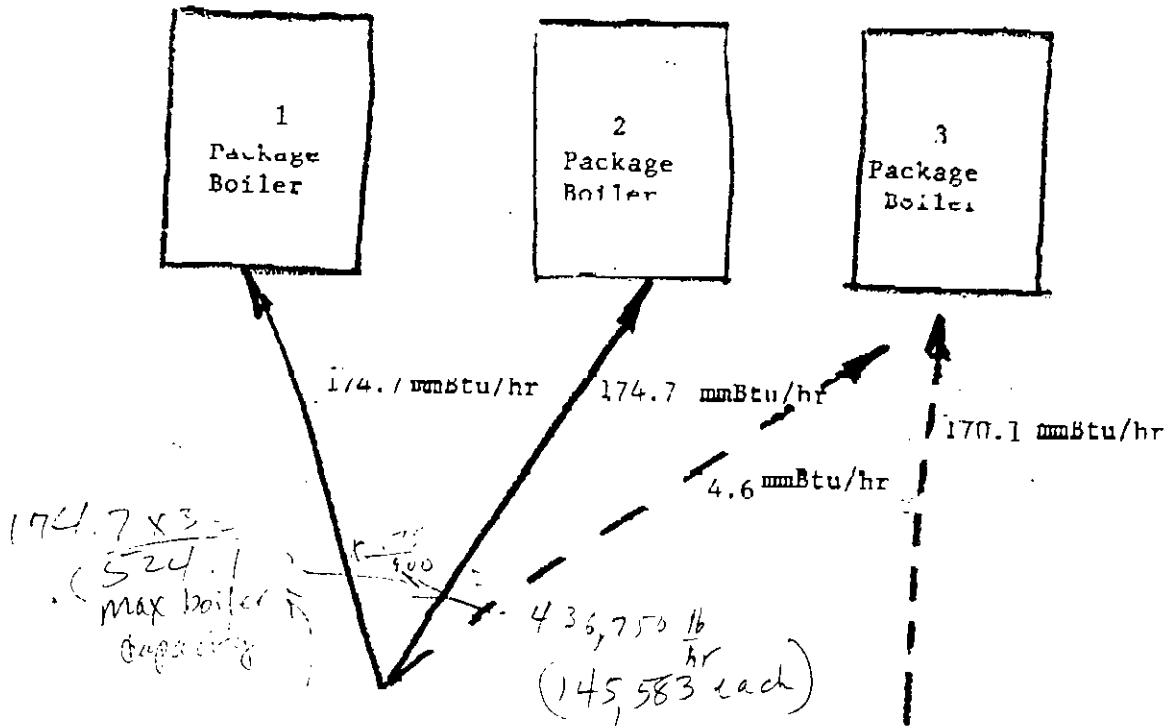 1
Package
Boiler
2
Package
Boiler
3
Package
Boiler
174.7 mmBtu/hr
174.7 mmBtu/hr
170.1 mmBtu/hr
4.6 mmBtu/hr
174.7 x 3 =
524.1
max boiler
capacity
900
436,750 lb/hr
(145,583 each)